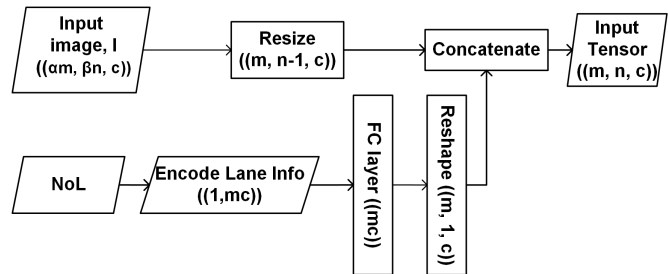 Input
image, I
((αm, βn, c)
Resize
((m, n-1, c)
Concatenate
Input
Tensor
((m, n, c)
NoL
Encode Lane Info
((1,mc))
FC layer ((mc))
Reshape ((m, 1, c)